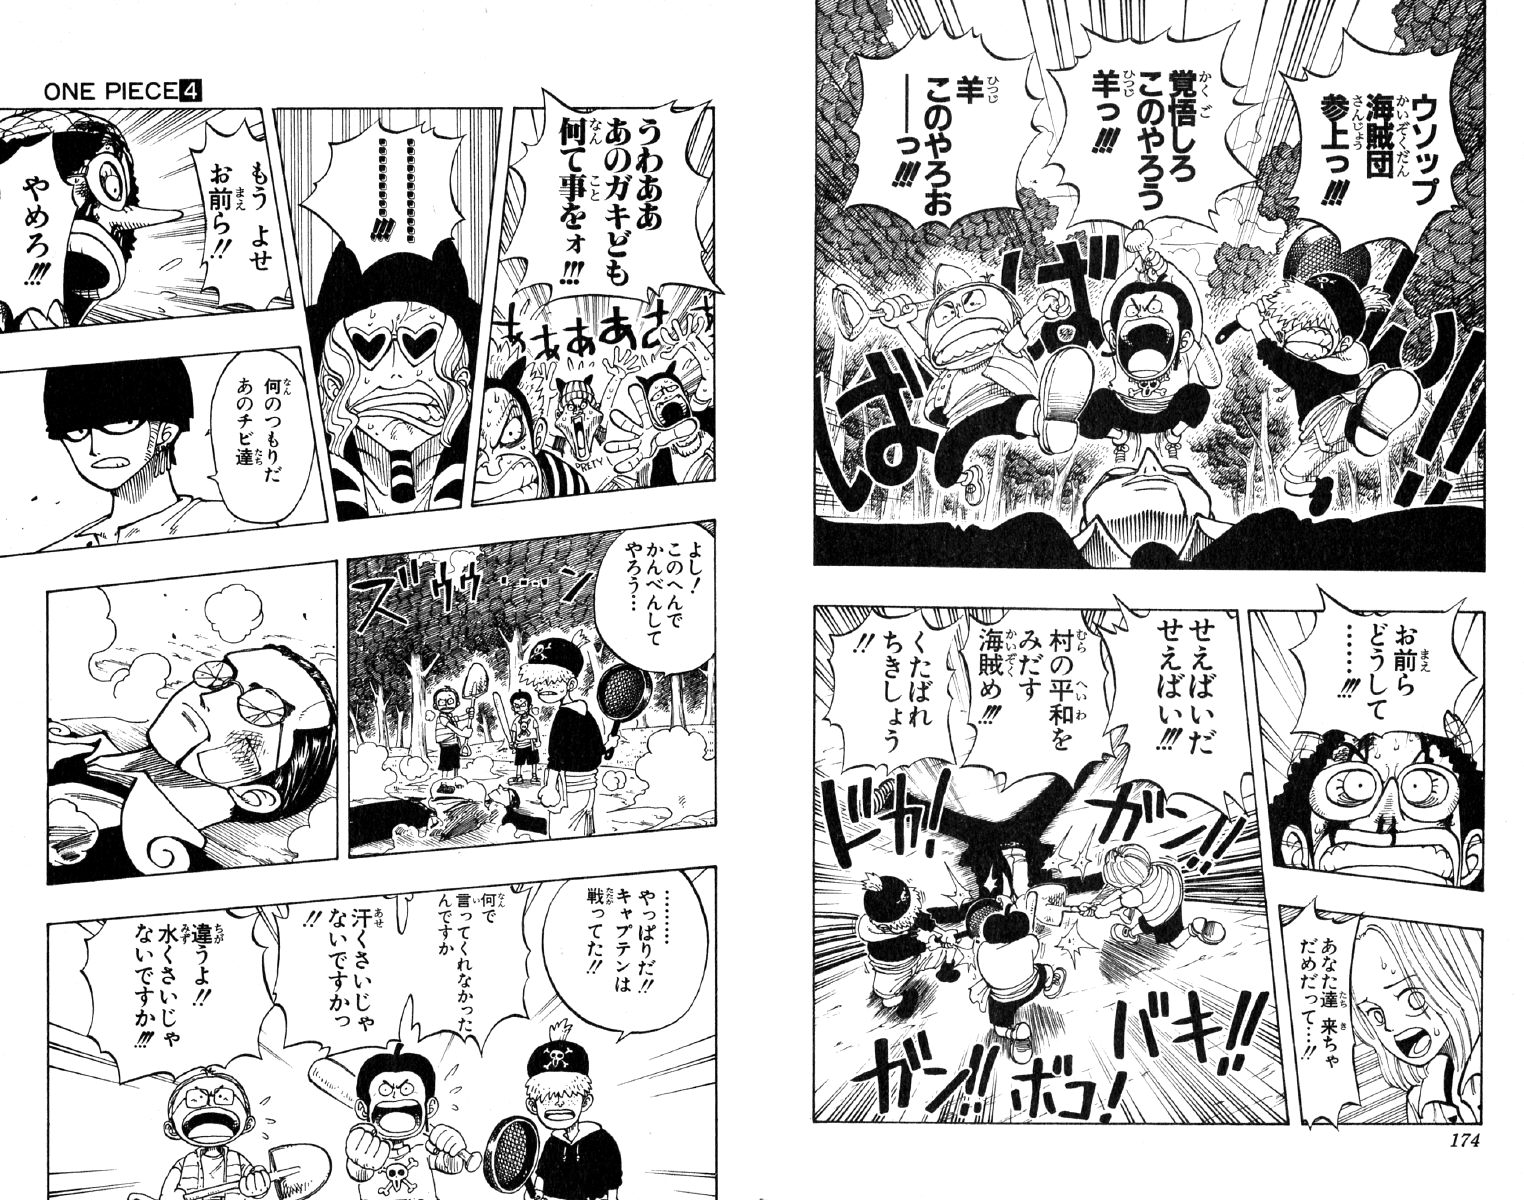 ウソップ
海賊団
参上っ!!!
覚悟しろ
このやろう
羊っ!!!
羊
このやろお
――っ!!!
ばばばーん!!!
お前ら
どうして
……!!!
せえばいだ
せえばい!!!
村の平和を
みだす
海賊め!!!
くたばれ
ちきしょう
!!
ガン!!
ドカ!
バキ!!
ボコ!
ガン!!
あなた達 来ちゃ
だめだって…!!
174
ONE PIECE4
うわああ
あのガキども
何て事をォ!!!
ああああああ
PRETY
…………………!!!
もう よせ
お前ら!!
やめろ!!!
何のつもりだ
あのチビ達
よし!
このへんで
かんべんして
やろう…
ズウゥゥ……ン
………
やっぱりだ!!
キャプテンは
戦ってた!!
何で
言ってくれなかった
んですか
汗くさいじゃ
ないですかっ
!!
違うよ!!
水くさいじゃ
ないですか!!!